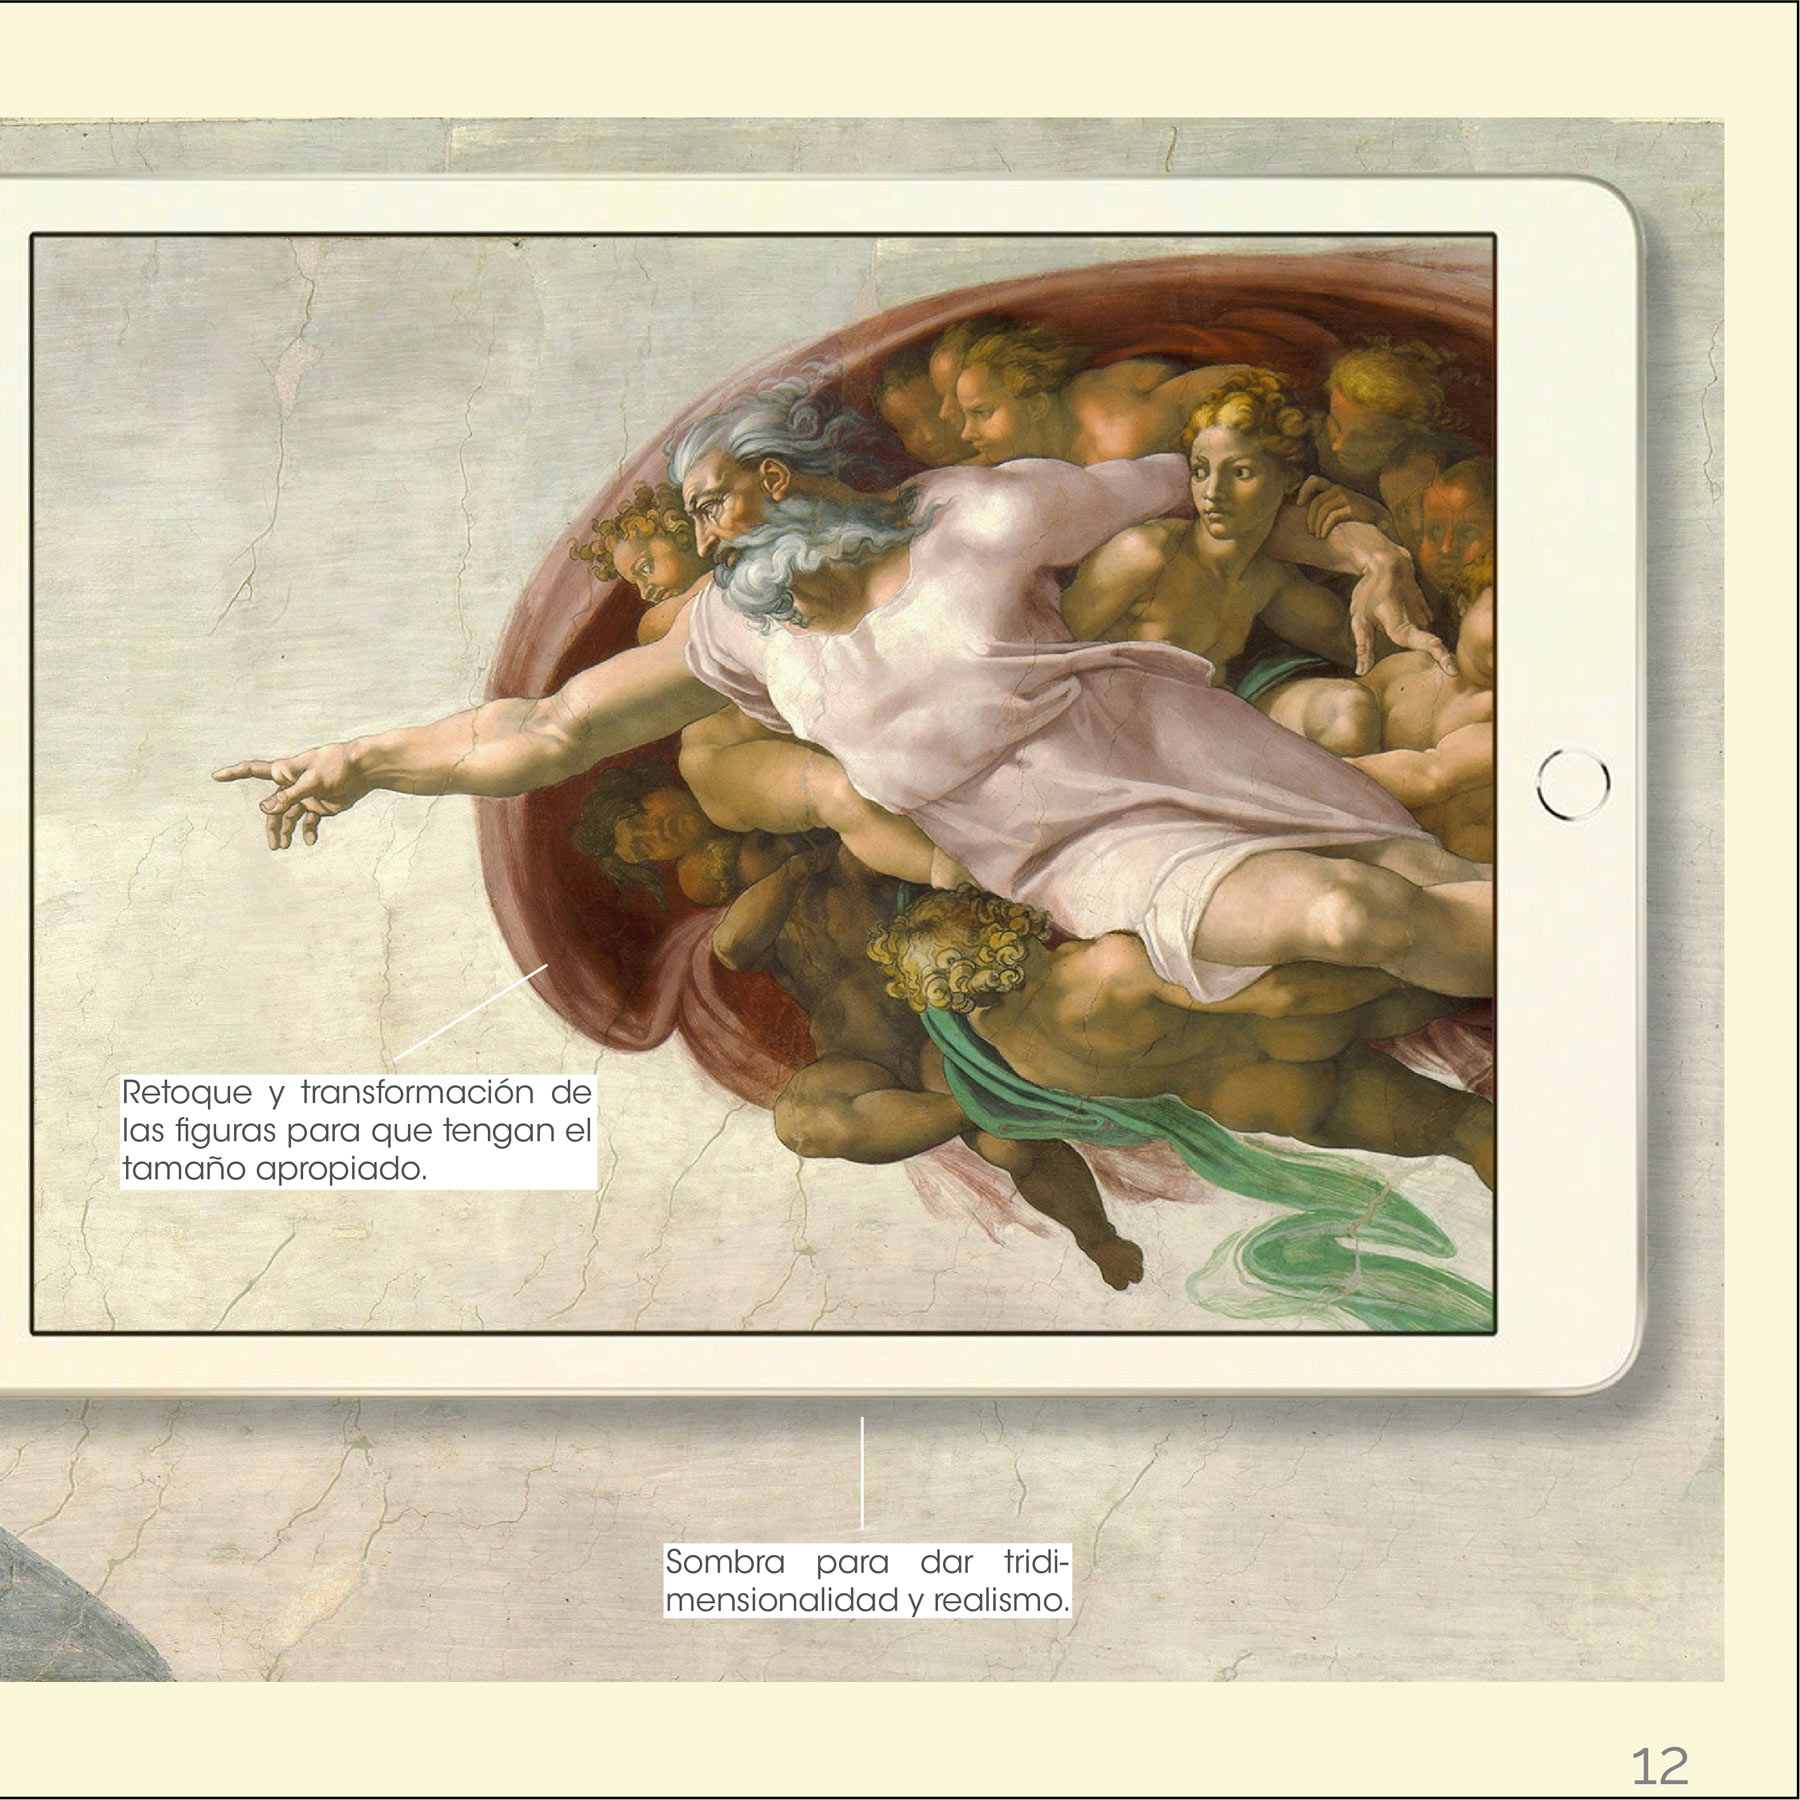 Retoque y transformación de
las figuras para que tengan el
tamaño apropiado.
Sombra para dar tridi-
mensionalidad y realismo.
12